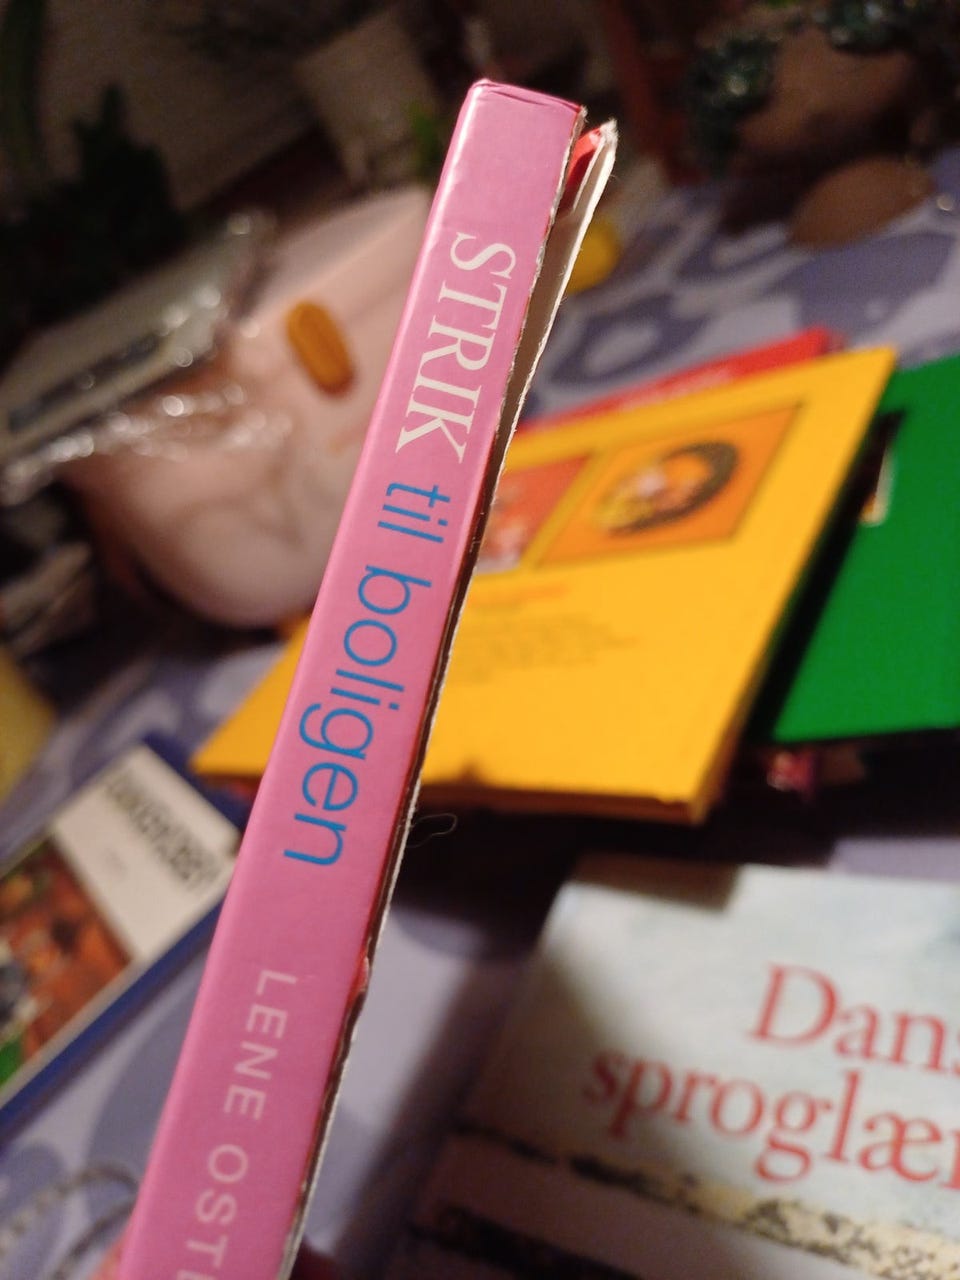 STRIK til boligen LENE OST
Dans
sproglær